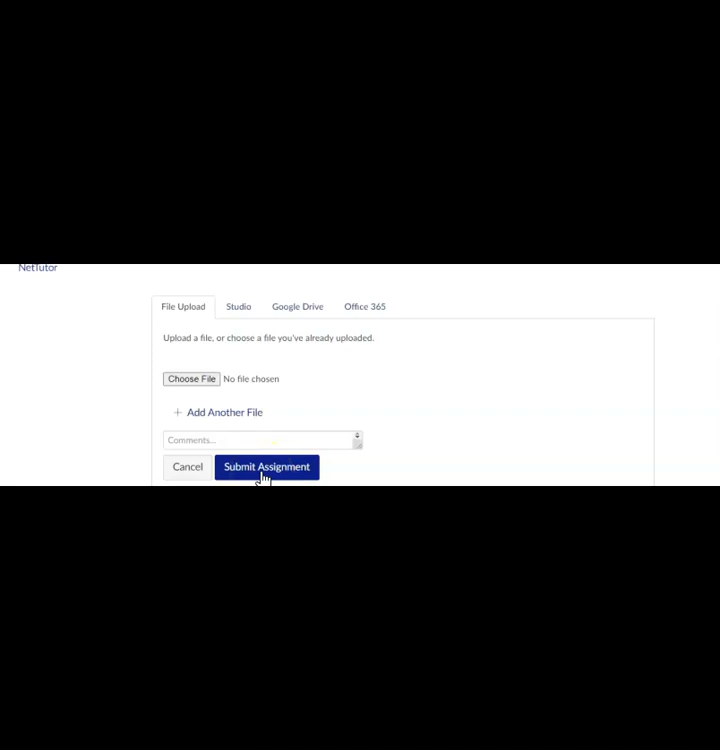 NetTutor
File Upload Studio Google Drive Office 365
Upload a file, or choose a file you've already uploaded.
Choose File No file chosen
+ Add Another File
Comments...
Cancel Submit Assignment